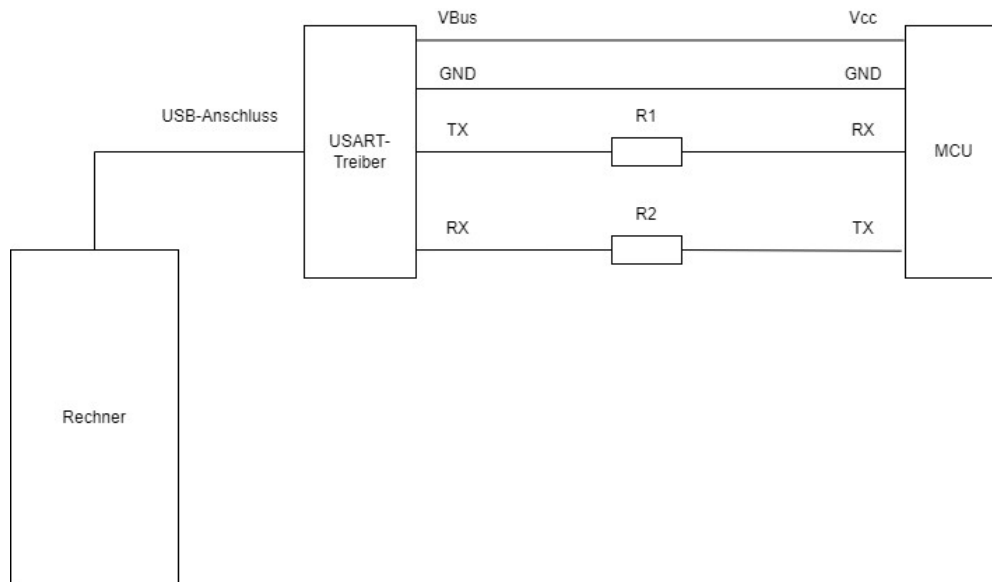 VBus
Vcc
GND
GND
USB-Anschluss
TX
R1
RX
USART-
Treiber
MCU
RX
R2
TX
Rechner